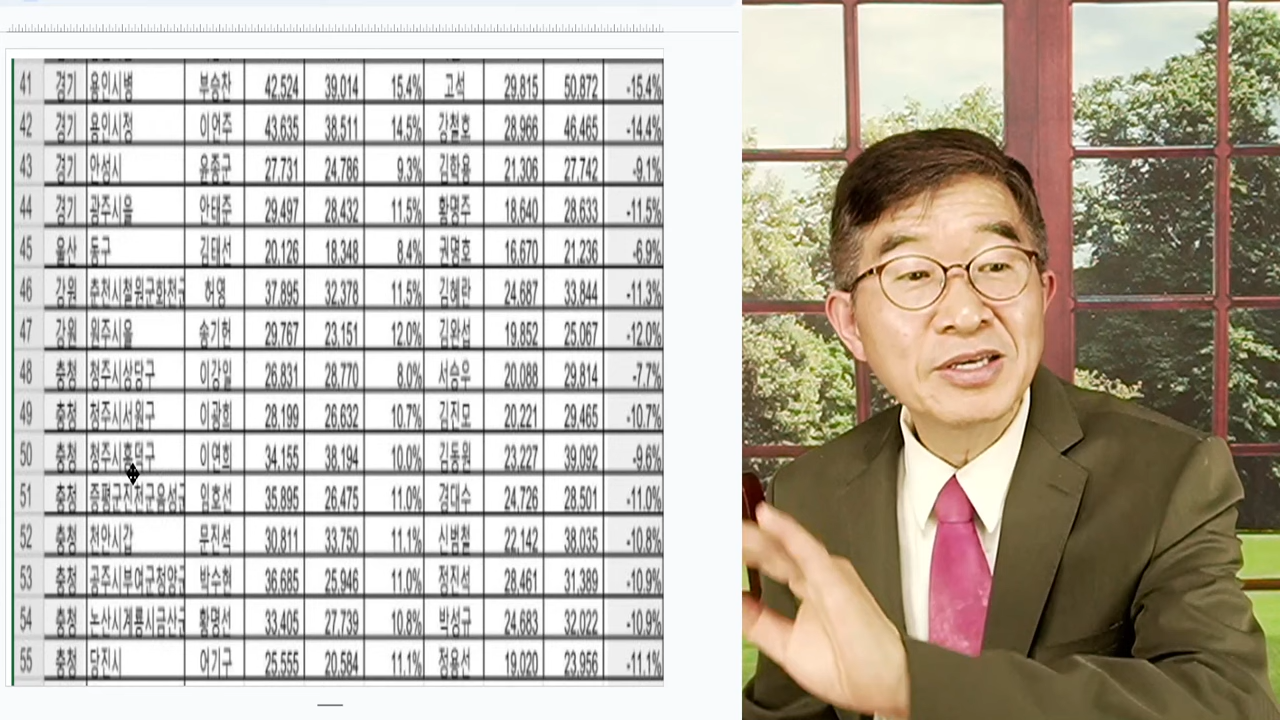 41 경기 용인시병 부승찬 42,524 39,014 15.4% 고석 29,815 50,872 -15.4%
42 경기 용인시정 이언주 43,635 38,511 14.5% 강철호 28,966 46,465 -14.4%
43 경기 안성시 윤종군 27,731 24,786 9.3% 김학용 21,306 27,742 -9.1%
44 경기 광주시을 안태준 29,497 28,432 11.5% 황명주 18,640 28,633 -11.5%
45 울산 동구 김태선 20,126 18,348 8.4% 권명호 16,670 21,236 -6.9%
46 강원 춘천시철원군화천군 허영 37,895 32,378 11.5% 김혜란 24,687 33,844 -11.3%
47 강원 원주시을 송기헌 29,767 23,151 12.0% 김완섭 19,852 25,067 -12.0%
48 충청 청주시상당구 이강일 26,831 28,770 8.0% 서승우 20,088 29,814 -7.7%
49 충청 청주시서원구 이광희 28,199 26,632 10.7% 김진모 20,221 29,465 -10.7%
50 충청 청주시흥덕구 이연희 34,155 38,194 10.0% 김동원 23,227 39,092 -9.6%
51 충청 증평군진천군음성군 임호선 35,895 26,475 11.0% 경대수 24,726 28,501 -11.0%
52 충청 천안시갑 문진석 30,811 33,750 11.1% 신범철 22,142 38,035 -10.8%
53 충청 공주시부여군청양군 박수현 36,685 25,946 11.0% 정진석 28,461 31,389 -10.9%
54 충청 논산시계룡시금산군 황명선 33,405 27,739 10.8% 박성규 24,683 32,022 -10.9%
55 충청 당진시 어기구 25,555 20,584 11.1% 정용선 19,020 23,956 -11.1%